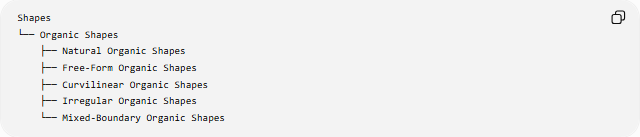 Shapes
└── Organic Shapes
    ├── Natural Organic Shapes
    ├── Free-Form Organic Shapes
    ├── Curvilinear Organic Shapes
    ├── Irregular Organic Shapes
    └── Mixed-Boundary Organic Shapes